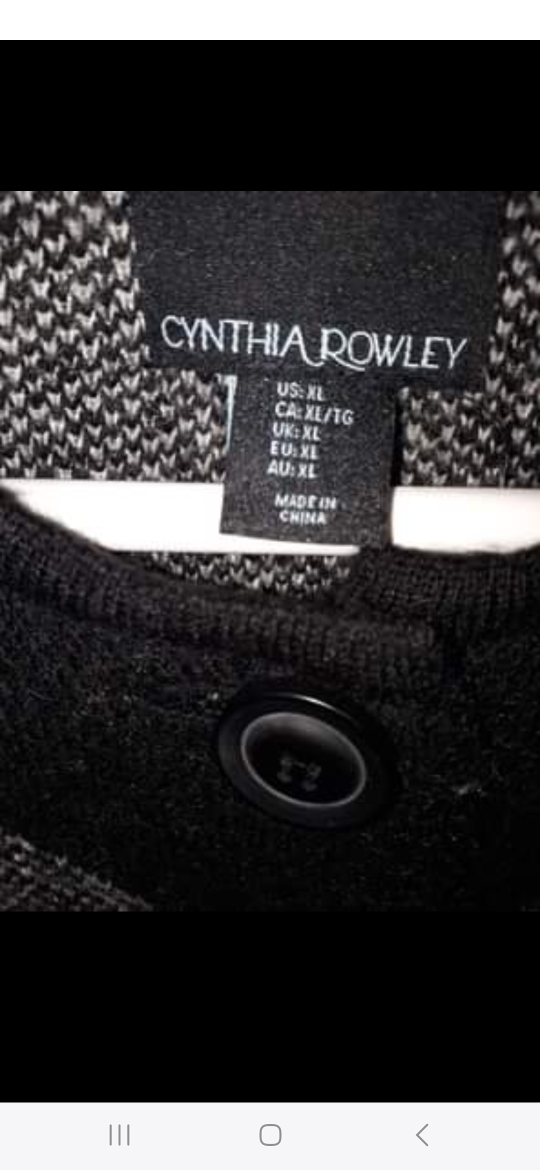 CYNTHIA ROWLEY
US: XL
CA: XL/TG
UK: XL
EU: XL
AU: XL
MADE IN
CHINA